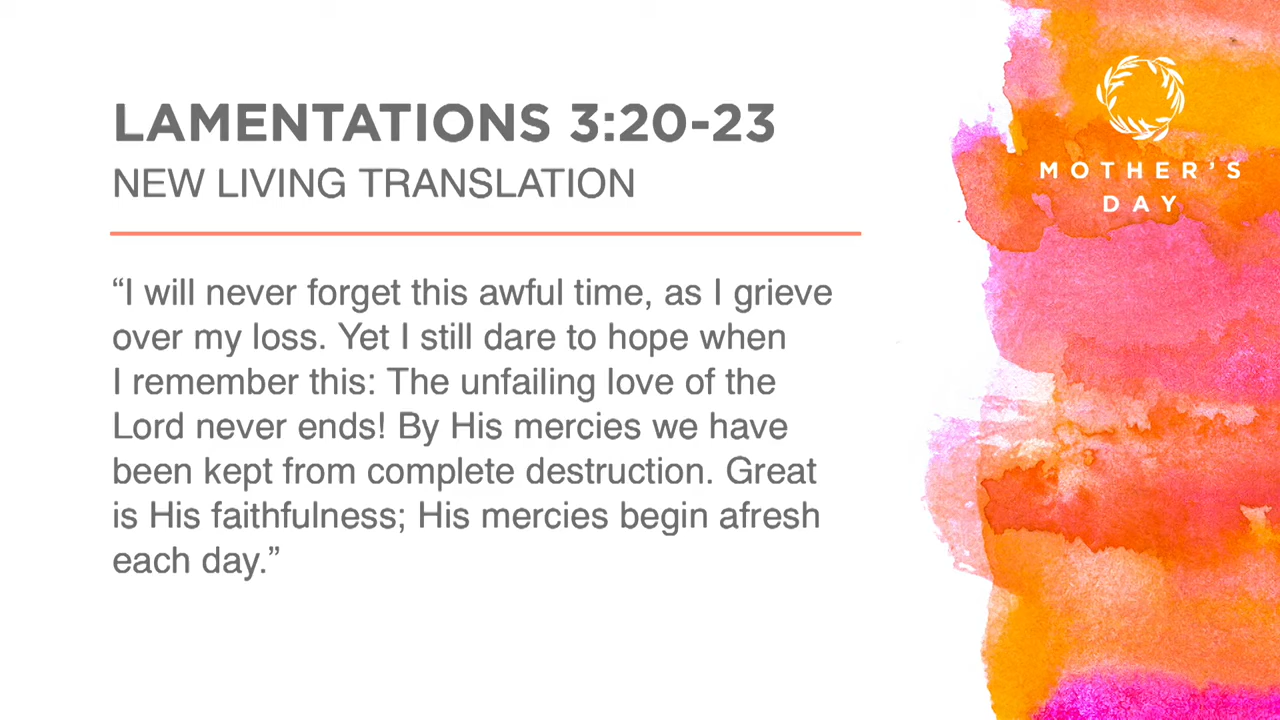 LAMENTATIONS 3:20-23
NEW LIVING TRANSLATION
“I will never forget this awful time, as I grieve
over my loss. Yet I still dare to hope when
I remember this: The unfailing love of the
Lord never ends! By His mercies we have
been kept from complete destruction. Great
is His faithfulness; His mercies begin afresh
each day.”
MOTHER’S
DAY